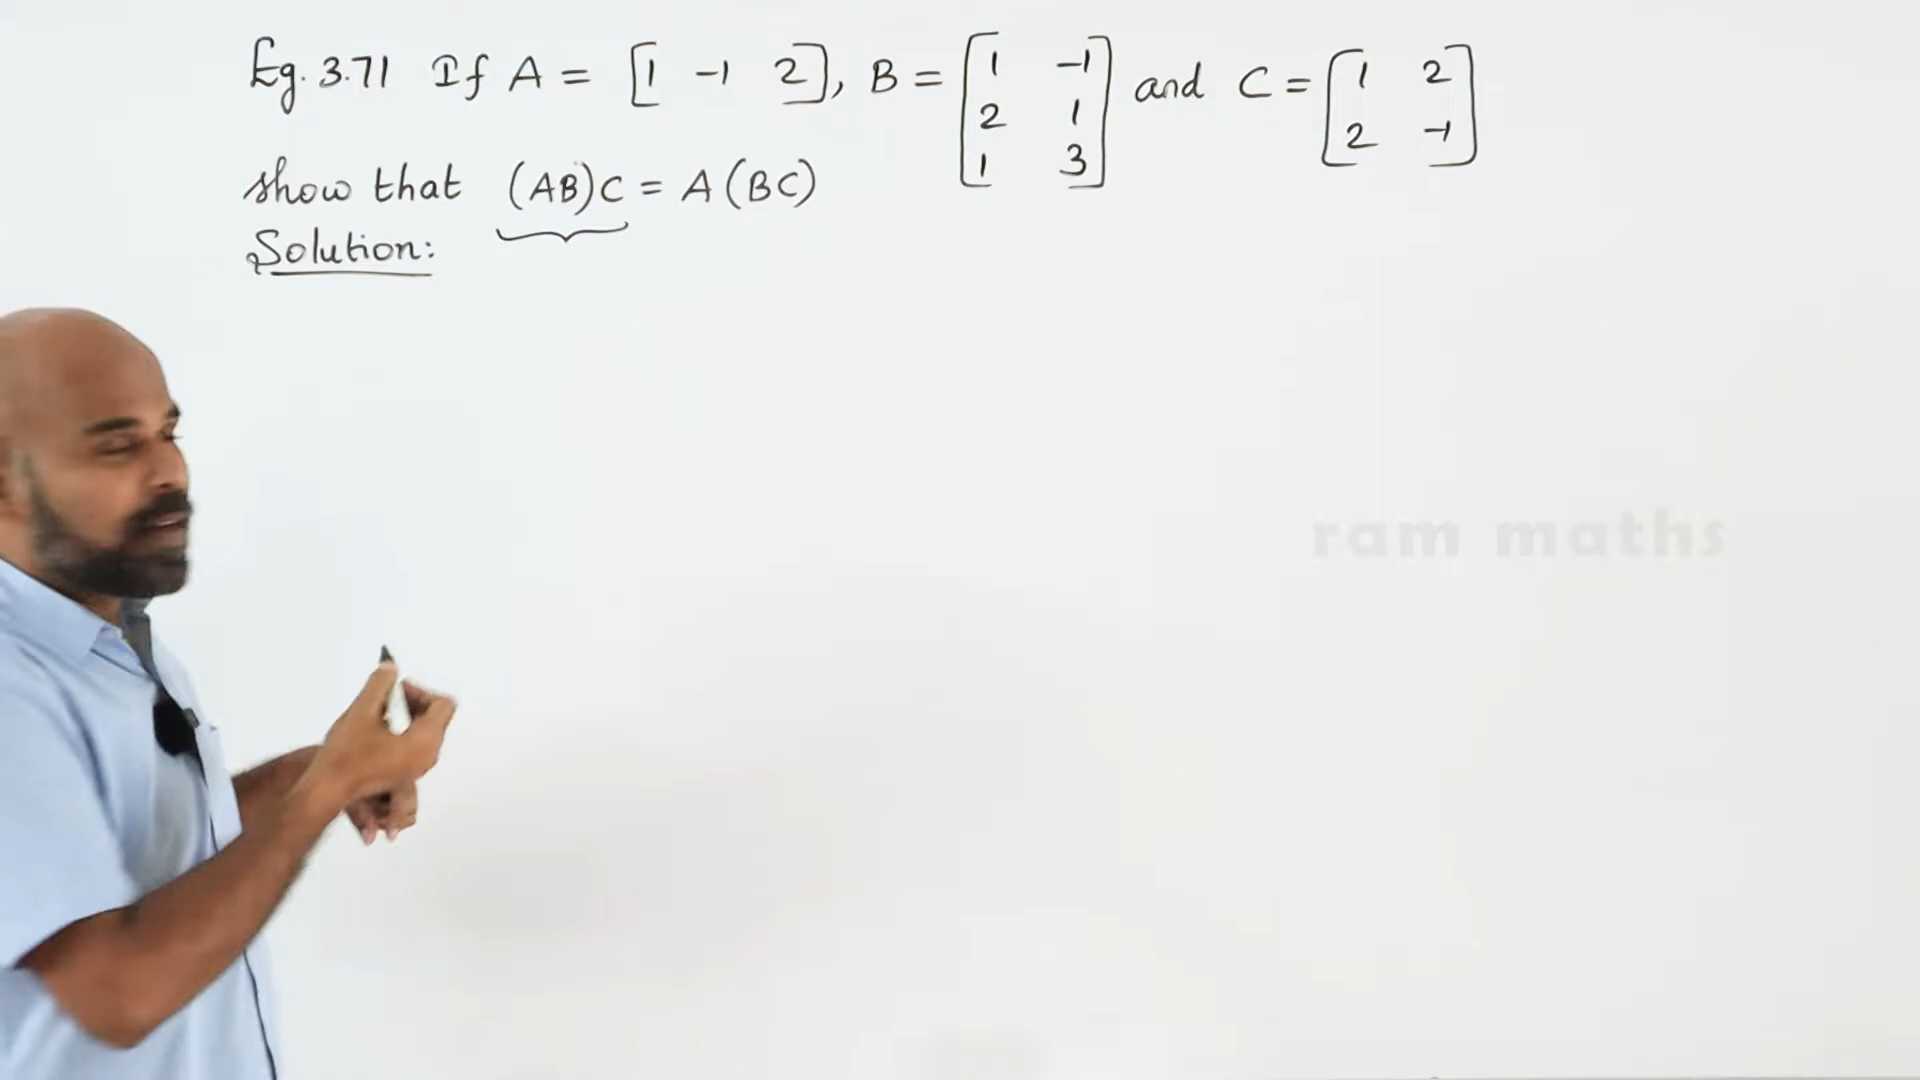 Eg. 3.71 If A = [1 -1 2], B = [1 -1 2 1 1 3] and C = [1 2 2 -1]
show that (AB)C = A(BC)
Solution:
ram maths